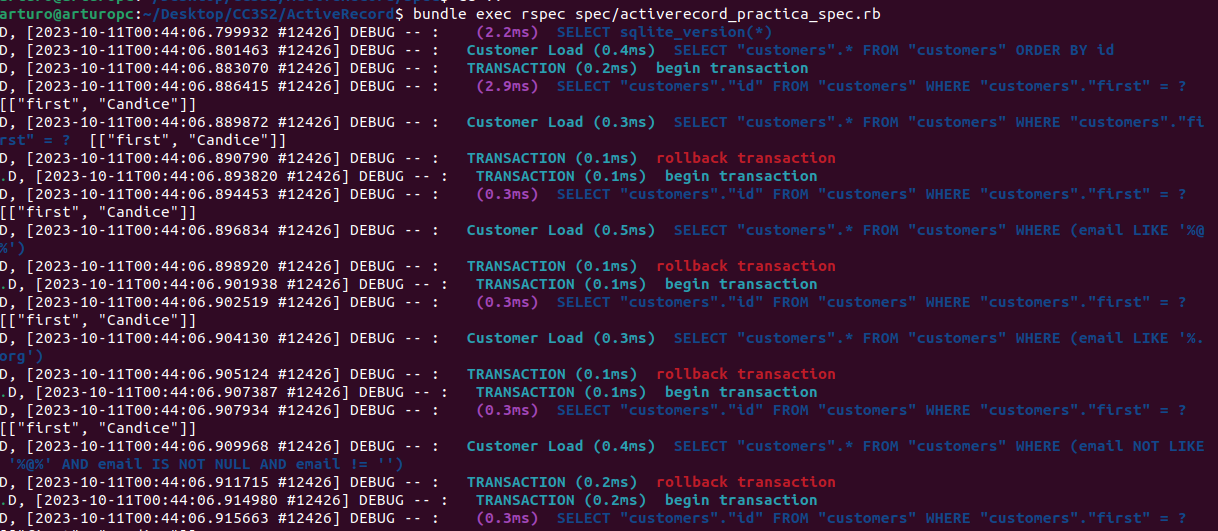 arturo@arturopc:~/Desktop/CC3S2/ActiveRecord$ bundle exec rspec spec/activerecord_practica_spec.rb
D, [2023-10-11T00:44:06.799932 #12426] DEBUG -- :    (2.2ms)  SELECT sqlite_version(*)
D, [2023-10-11T00:44:06.801463 #12426] DEBUG -- :   Customer Load (0.4ms)  SELECT "customers".* FROM "customers" ORDER BY id
D, [2023-10-11T00:44:06.883070 #12426] DEBUG -- :   TRANSACTION (0.2ms)  begin transaction
D, [2023-10-11T00:44:06.886415 #12426] DEBUG -- :    (2.9ms)  SELECT "customers"."id" FROM "customers" WHERE "customers"."first" = ?
[["first", "Candice"]]
D, [2023-10-11T00:44:06.889872 #12426] DEBUG -- :   Customer Load (0.3ms)  SELECT "customers".* FROM "customers" WHERE "customers"."fi
rst" = ?  [["first", "Candice"]]
D, [2023-10-11T00:44:06.890790 #12426] DEBUG -- :   TRANSACTION (0.1ms)  rollback transaction
.D, [2023-10-11T00:44:06.893820 #12426] DEBUG -- :   TRANSACTION (0.1ms)  begin transaction
D, [2023-10-11T00:44:06.894453 #12426] DEBUG -- :    (0.3ms)  SELECT "customers"."id" FROM "customers" WHERE "customers"."first" = ?
[["first", "Candice"]]
D, [2023-10-11T00:44:06.896834 #12426] DEBUG -- :   Customer Load (0.5ms)  SELECT "customers".* FROM "customers" WHERE (email LIKE '%@
%')
D, [2023-10-11T00:44:06.898920 #12426] DEBUG -- :   TRANSACTION (0.1ms)  rollback transaction
.D, [2023-10-11T00:44:06.901938 #12426] DEBUG -- :   TRANSACTION (0.1ms)  begin transaction
D, [2023-10-11T00:44:06.902519 #12426] DEBUG -- :    (0.3ms)  SELECT "customers"."id" FROM "customers" WHERE "customers"."first" = ?
[["first", "Candice"]]
D, [2023-10-11T00:44:06.904130 #12426] DEBUG -- :   Customer Load (0.3ms)  SELECT "customers".* FROM "customers" WHERE (email LIKE '%.
org')
D, [2023-10-11T00:44:06.905124 #12426] DEBUG -- :   TRANSACTION (0.1ms)  rollback transaction
.D, [2023-10-11T00:44:06.907387 #12426] DEBUG -- :   TRANSACTION (0.1ms)  begin transaction
D, [2023-10-11T00:44:06.907934 #12426] DEBUG -- :    (0.3ms)  SELECT "customers"."id" FROM "customers" WHERE "customers"."first" = ?
[["first", "Candice"]]
D, [2023-10-11T00:44:06.909968 #12426] DEBUG -- :   Customer Load (0.4ms)  SELECT "customers".* FROM "customers" WHERE (email NOT LIKE
 '%@%' AND email IS NOT NULL AND email != '')
D, [2023-10-11T00:44:06.911715 #12426] DEBUG -- :   TRANSACTION (0.2ms)  rollback transaction
.D, [2023-10-11T00:44:06.914980 #12426] DEBUG -- :   TRANSACTION (0.2ms)  begin transaction
D, [2023-10-11T00:44:06.915663 #12426] DEBUG -- :    (0.3ms)  SELECT "customers"."id" FROM "customers" WHERE "customers"."first" = ?